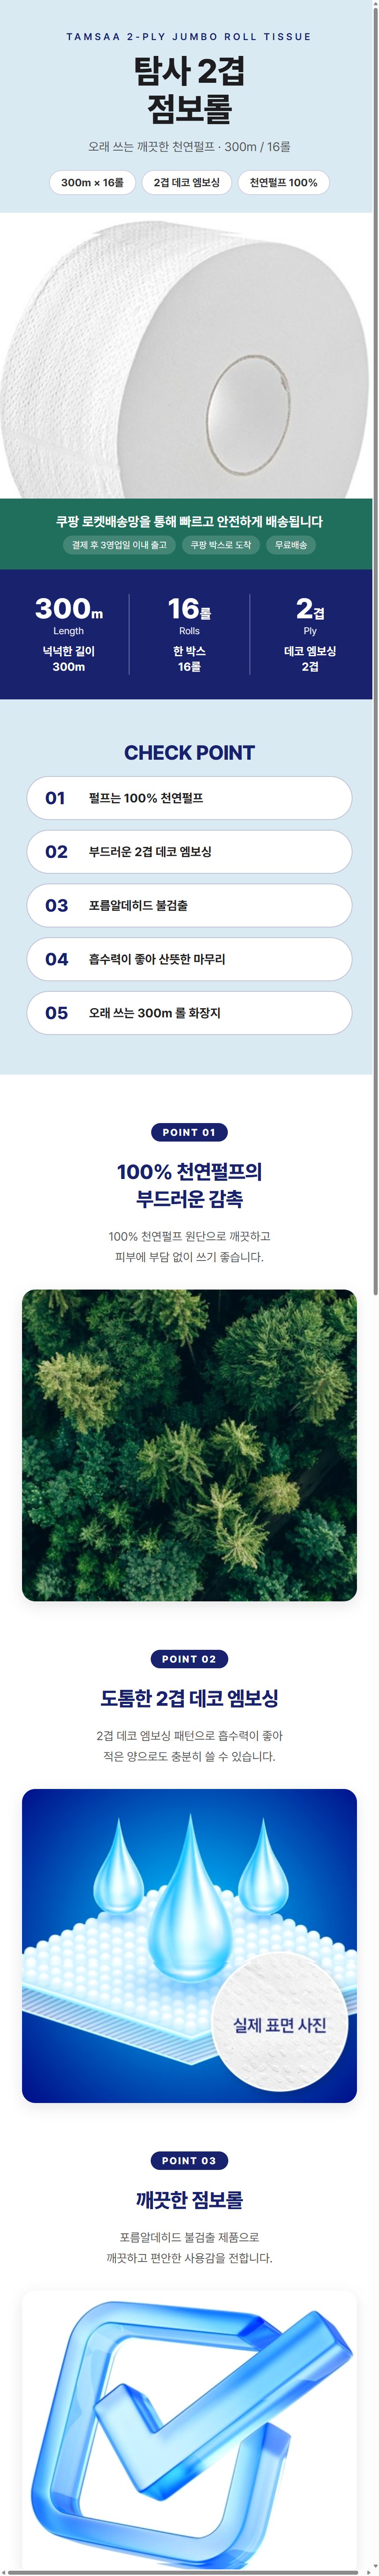 TAMSAA 2-PLY JUMBO ROLL TISSUE
탐사 2겹
점보롤
오래 쓰는 깨끗한 천연펄프 · 300m / 16롤
300m × 16롤
2겹 데코 엠보싱
천연펄프 100%
쿠팡 로켓배송망을 통해 빠르고 안전하게 배송됩니다
결제 후 3영업일 이내 출고
쿠팡 박스로 도착
무료배송
300m
Length
넉넉한 길이
300m
16롤
Rolls
한 박스
16롤
2겹
Ply
데코 엠보싱
2겹
CHECK POINT
01 펄프는 100% 천연펄프
02 부드러운 2겹 데코 엠보싱
03 포름알데히드 불검출
04 흡수력이 좋아 산뜻한 마무리
05 오래 쓰는 300m 롤 화장지
POINT 01
100% 천연펄프의
부드러운 감촉
100% 천연펄프 원단으로 깨끗하고
피부에 부담 없이 쓰기 좋습니다.
POINT 02
도톰한 2겹 데코 엠보싱
2겹 데코 엠보싱 패턴으로 흡수력이 좋아
적은 양으로도 충분히 쓸 수 있습니다.
실제 표면 사진
POINT 03
깨끗한 점보롤
포름알데히드 불검출 제품으로
깨끗하고 편안한 사용감을 전합니다.